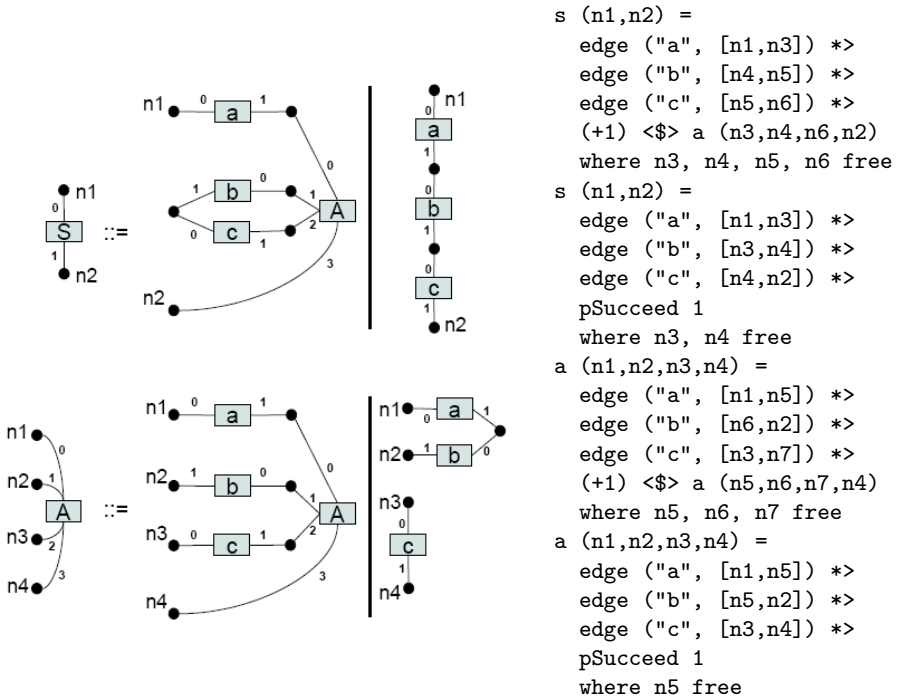 n1
0
a
1
0
1
b
0
1
A
0
c
1
2
3
n2
n1
0
S
1
n2
::=
n1
0
a
1
0
b
1
0
c
1
n2
n1
0
a
1
0
n2
1
b
0
1
A
n3
0
c
1
2
3
n4
n1
0
n2
1
A
n3
2
3
n4
::=
n1
0
a
1
n2
1
b
0
n3
0
c
1
n4
s (n1,n2) =
edge ("a", [n1,n3]) *>
edge ("b", [n4,n5]) *>
edge ("c", [n5,n6]) *>
(+1) <$> a (n3,n4,n6,n2)
where n3, n4, n5, n6 free
s (n1,n2) =
edge ("a", [n1,n3]) *>
edge ("b", [n3,n4]) *>
edge ("c", [n4,n2]) *>
pSucceed 1
where n3, n4 free
a (n1,n2,n3,n4) =
edge ("a", [n1,n5]) *>
edge ("b", [n6,n2]) *>
edge ("c", [n3,n7]) *>
(+1) <$> a (n5,n6,n7,n4)
where n5, n6, n7 free
a (n1,n2,n3,n4) =
edge ("a", [n1,n5]) *>
edge ("b", [n5,n2]) *>
edge ("c", [n3,n4]) *>
pSucceed 1
where n5 free